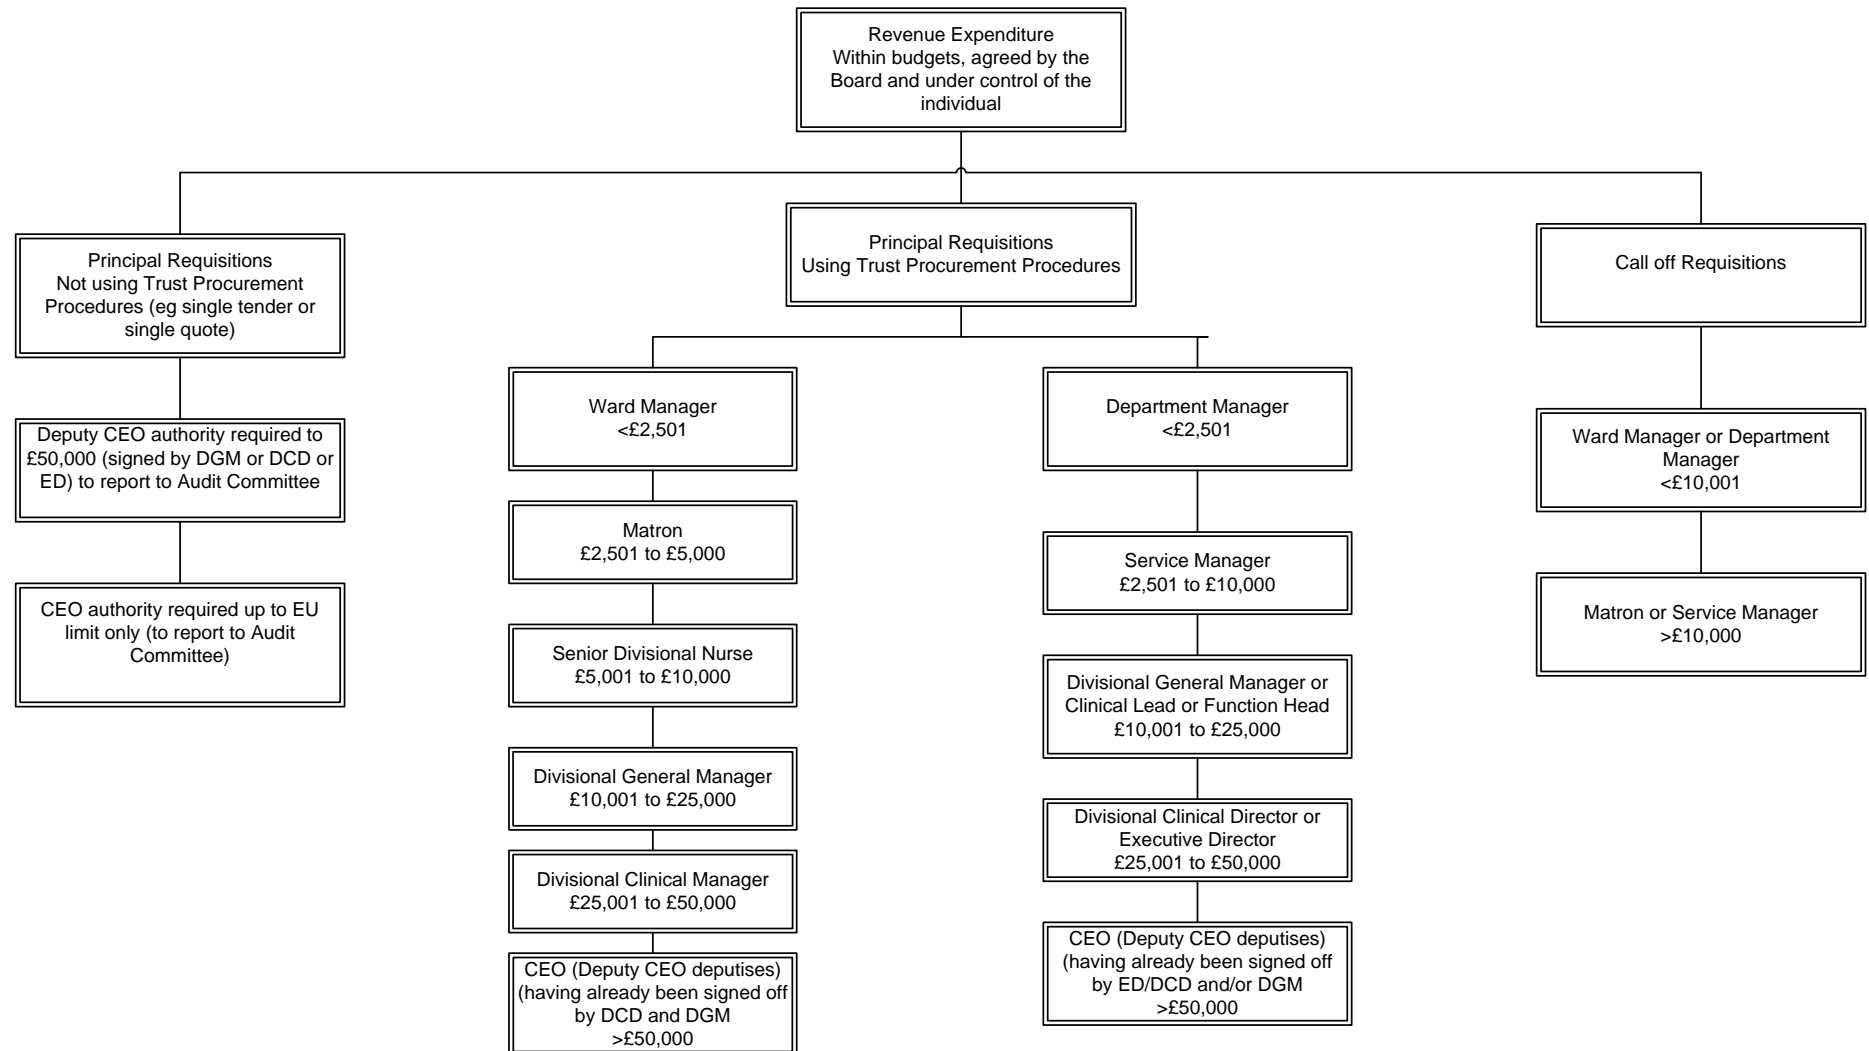 Revenue Expenditure
Within budgets, agreed by the
Board and under control of the
individual
Principal Requisitions
Not using Trust Procurement
Procedures (eg single tender or
single quote)
Deputy CEO authority required to
£50,000 (signed by DGM or DCD or
ED) to report to Audit Committee
CEO authority required up to EU
limit only (to report to Audit
Committee)
Principal Requisitions
Using Trust Procurement Procedures
Ward Manager
<£2,501
Matron
£2,501 to £5,000
Senior Divisional Nurse
£5,001 to £10,000
Divisional General Manager
£10,001 to £25,000
Divisional Clinical Manager
£25,001 to £50,000
CEO (Deputy CEO deputises)
(having already been signed off
by DCD and DGM
>£50,000
Department Manager
<£2,501
Service Manager
£2,501 to £10,000
Divisional General Manager or
Clinical Lead or Function Head
£10,001 to £25,000
Divisional Clinical Director or
Executive Director
£25,001 to £50,000
CEO (Deputy CEO deputises)
(having already been signed off
by ED/DCD and/or DGM
>£50,000
Call off Requisitions
Ward Manager or Department
Manager
<£10,001
Matron or Service Manager
>£10,000